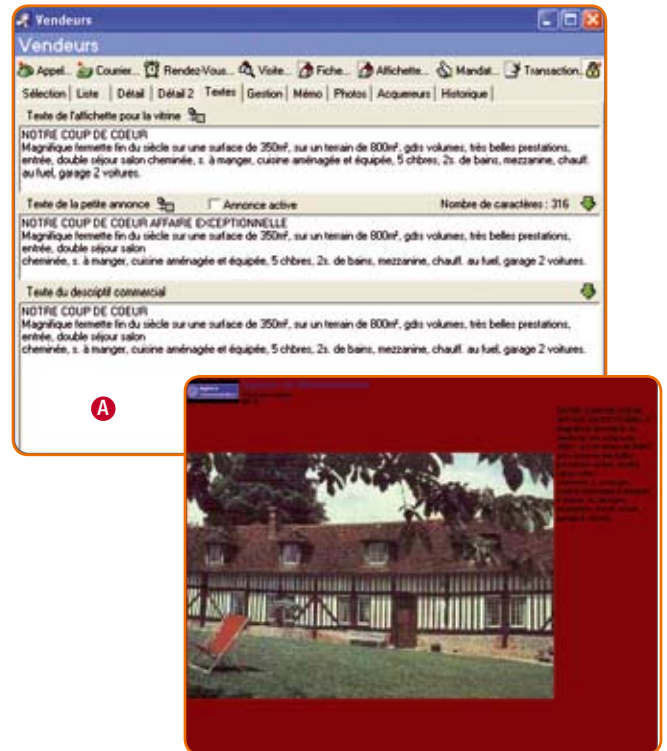 Vendeurs
Vendeurs
Appel... Courrier... Rendez-Vous... Visite... Fiche... Affichette... Mandat... Transaction...
Sélection Liste Détail Détail 2 Textes Gestion Mémo Photos Acquereurs Historique
Texte de l'affichette pour la vitrine
NOTRE COUP DE COEUR
Magnifique fermette fin du siècle sur une surface de 350m², sur un terrain de 800m², gds volumes, très belles prestations,
entrée, double séjour salon cheminée, s. à manger, cuisine aménagée et équipée, 5 chbres, 2s. de bains, mezzanine, chauff.
au fuel, garage 2 voitures.
Texte de la petite annonce Annonce active Nombre de caractères : 316
NOTRE COUP DE COEUR AFFAIRE EXCEPTIONNELLE
Magnifique fermette fin du siècle sur une surface de 350m², sur un terrain de 800m², gds volumes, très belles prestations,
entrée, double séjour salon
cheminée, s. à manger, cuisine aménagée et équipée, 5 chbres, 2s. de bains, mezzanine, chauff. au fuel, garage 2 voitures.
Texte du descriptif commercial
NOTRE COUP DE COEUR
Magnifique fermette fin du siècle sur une surface de 350m², sur un terrain de 800m², gds volumes, très belles prestations,
entrée, double séjour salon
cheminée, s. à manger, cuisine aménagée et équipée, 5 chbres, 2s. de bains, mezzanine, chauff. au fuel, garage 2 voitures.
A